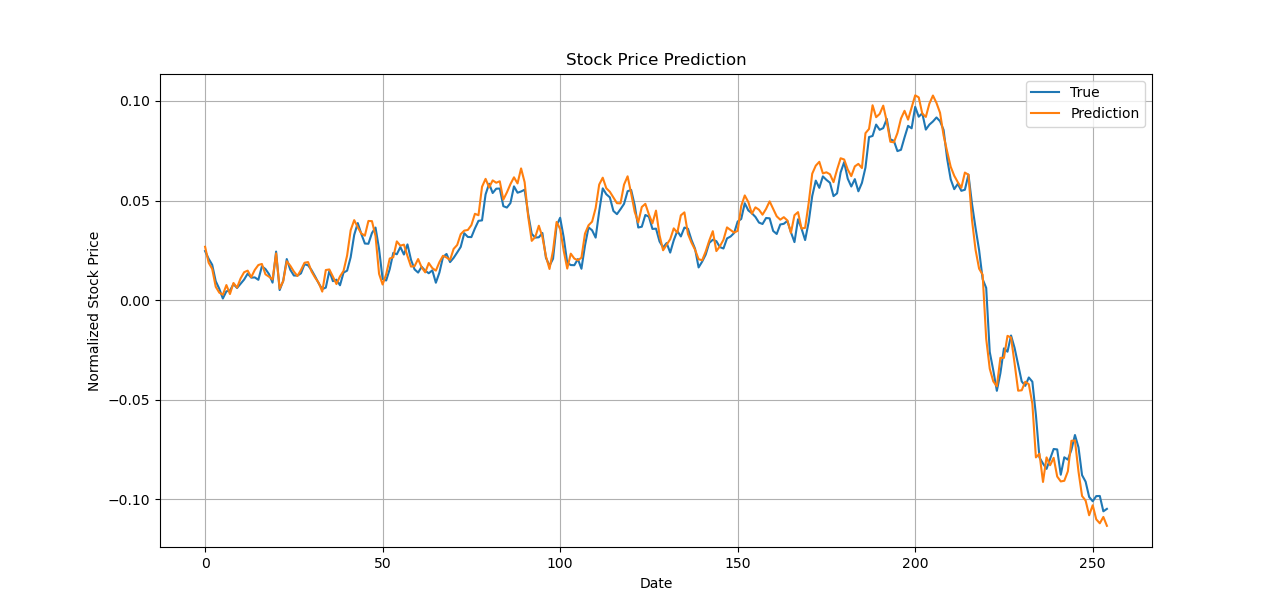 Stock Price Prediction
True
Prediction
0.10
0.05
0.00
−0.05
−0.10
Normalized Stock Price
0 50 100 150 200 250
Date